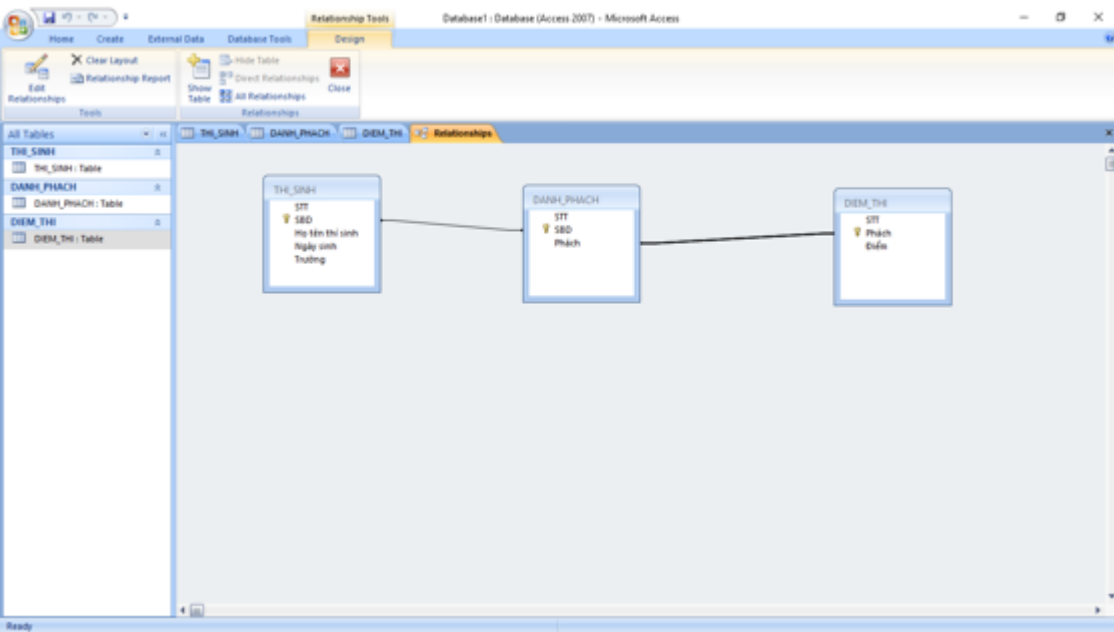 Relationship Tools
Database1 : Database (Access 2007) - Microsoft Access
Home Create External Data Database Tools Design
Clear Layout
Relationship Report
Edit Relationships
Tools
Show Table
Hide Table
Direct Relationships
All Relationships
Close
Relationships
All Tables
THI_SINH
THI_SINH : Table
DANH_PHACH
DANH_PHACH : Table
DIEM_THI
DIEM_THI : Table
THI_SINH DANH_PHACH DIEM_THI Relationships
THI_SINH
STT
SBD
Họ tên thí sinh
Ngày sinh
Trường
DANH_PHACH
STT
SBD
Phách
DIEM_THI
STT
Phách
Điểm
Ready